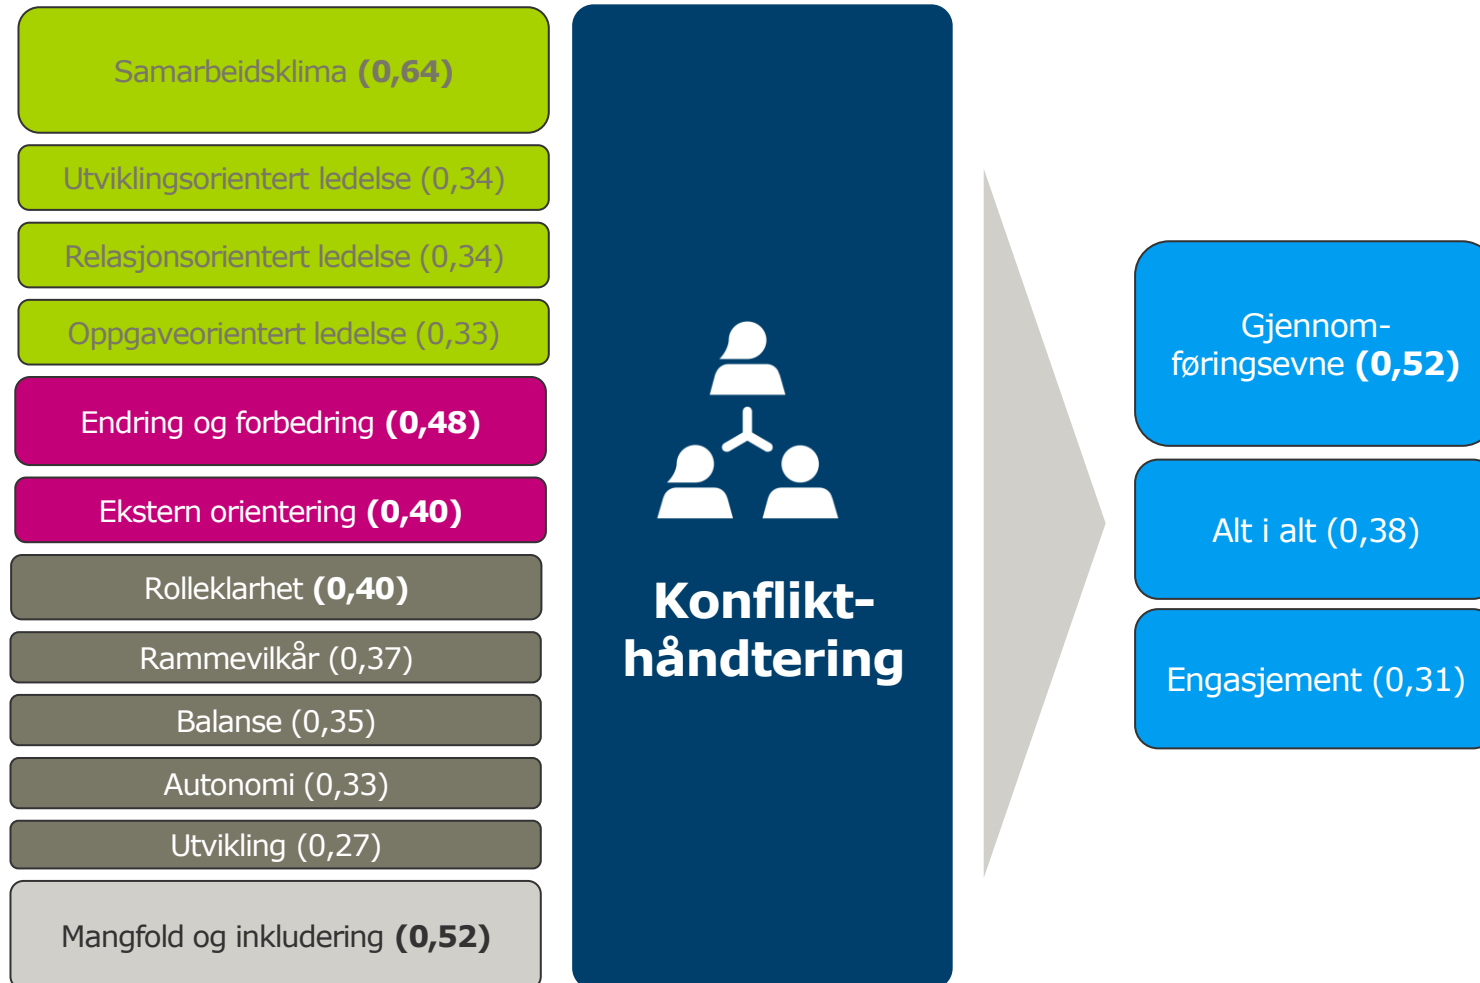 Samarbeidsklima (0,64)
Utviklingsorientert ledelse (0,34)
Relasjonsorientert ledelse (0,34)
Oppgaveorientert ledelse (0,33)
Endring og forbedring (0,48)
Ekstern orientering (0,40)
Rolleklarhet (0,40)
Rammevilkår (0,37)
Balanse (0,35)
Autonomi (0,33)
Utvikling (0,27)
Mangfold og inkludering (0,52)
Konflikt-
håndtering
Gjennom-
føringsevne (0,52)
Alt i alt (0,38)
Engasjement (0,31)